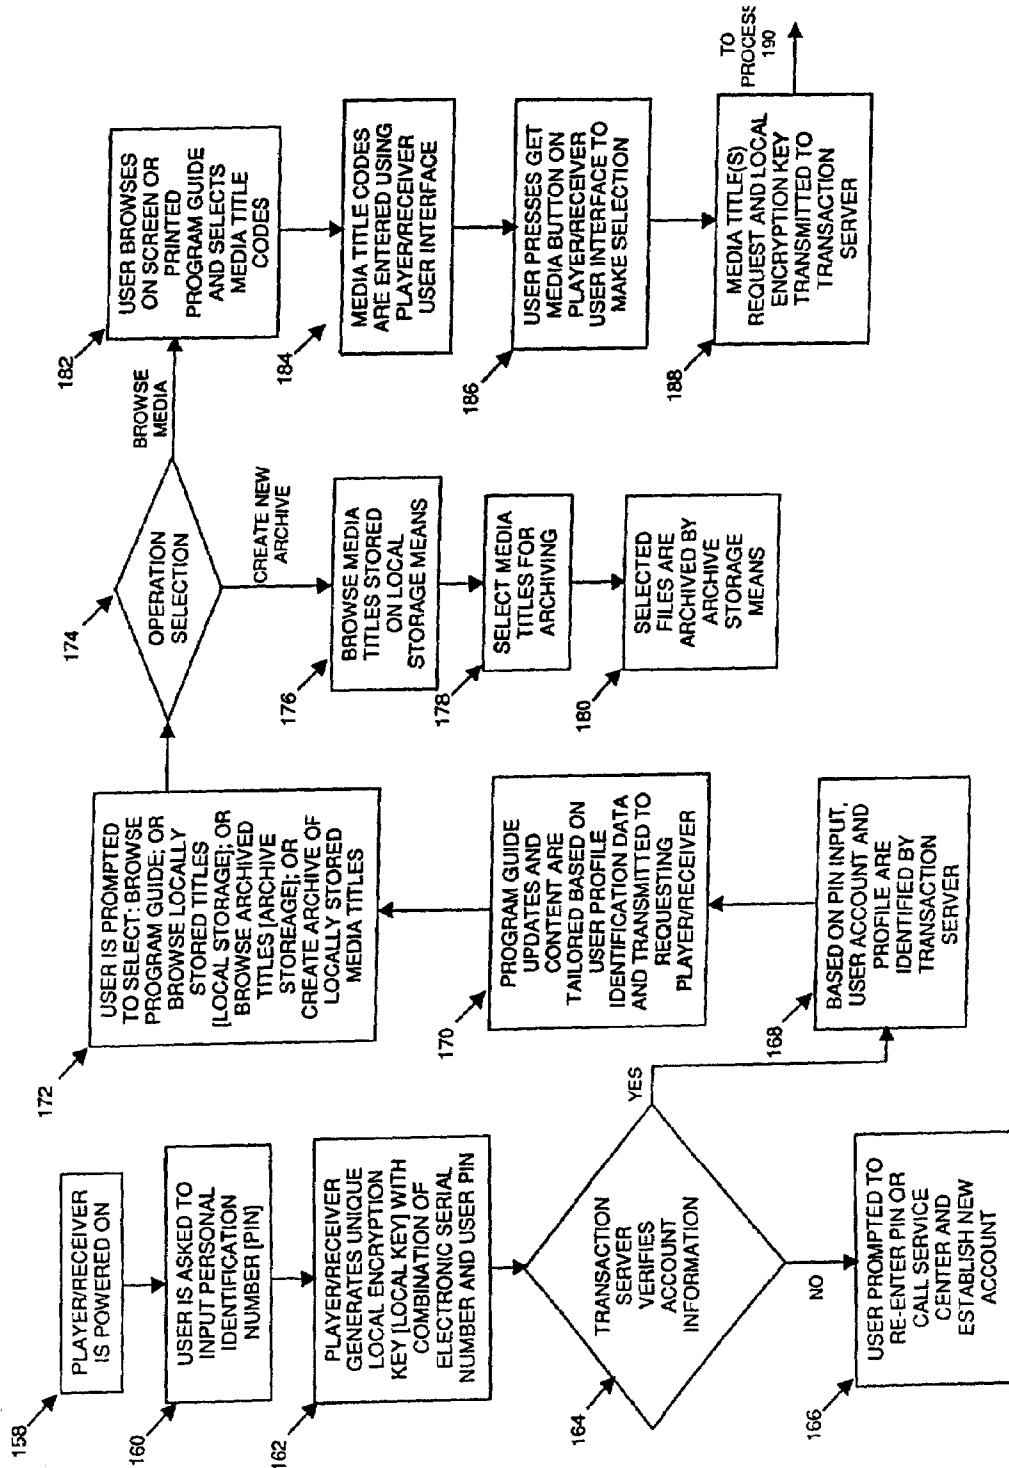 158
PLAYER/RECEIVER
IS POWERED ON
160
USER IS ASKED TO
INPUT PERSONAL
IDENTIFICATION
NUMBER [PIN]
162
PLAYER/RECEIVER
GENERATES UNIQUE
LOCAL ENCRYPTION
KEY [LOCAL KEY] WITH
COMBINATION OF
ELECTRONIC SERIAL
NUMBER AND USER PIN
164
TRANSACTION
SERVER
VERIFIES
ACCOUNT
INFORMATION
YES
NO
166
USER PROMPTED TO
RE-ENTER PIN OR
CALL SERVICE
CENTER AND
ESTABLISH NEW
ACCOUNT
168
BASED ON PIN INPUT,
USER ACCOUNT AND
PROFILE ARE
IDENTIFIED BY
TRANSACTION
SERVER
170
PROGRAM GUIDE
UPDATES AND
CONTENT ARE
TAILORED BASED ON
USER PROFILE
IDENTIFICATION DATA
AND TRANSMITTED TO
REQUESTING
PLAYER/RECEIVER
172
USER IS PROMPTED
TO SELECT: BROWSE
PROGRAM GUIDE; OR
BROWSE LOCALLY
STORED TITLES
[LOCAL STORAGE]; OR
BROWSE ARCHIVED
TITLES [ARCHIVE
STOREAGE]; OR
CREATE ARCHIVE OF
LOCALLY STORED
MEDIA TITLES
174
OPERATION
SELECTION
BROWSE
MEDIA
CREATE NEW
ARCHIVE
176
BROWSE MEDIA
TITLES STORED
ON LOCAL
STORAGE MEANS
178
SELECT MEDIA
TITLES FOR
ARCHIVING
180
SELECTED
FILES ARE
ARCHIVED BY
ARCHIVE
STORAGE
MEANS
182
USER BROWSES
ON SCREEN OR
PRINTED
PROGRAM GUIDE
AND SELECTS
MEDIA TITLE
CODES
184
MEDIA TITLE CODES
ARE ENTERED USING
PLAYER/RECEIVER
USER INTERFACE
186
USER PRESSES GET
MEDIA BUTTON ON
PLAYER/RECEIVER
USER INTERFACE TO
MAKE SELECTION
188
MEDIA TITLE(S)
REQUEST AND LOCAL
ENCRYPTION KEY
TRANSMITTED TO
TRANSACTION
SERVER
TO
PROCESS
190